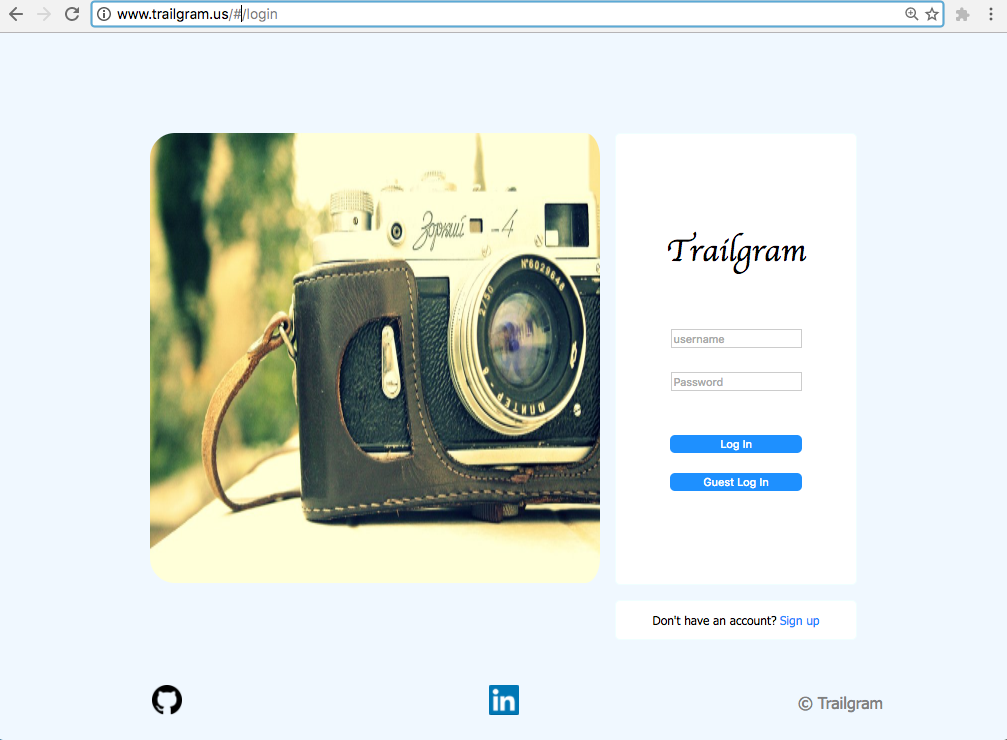 www.trailgram.us/#/login
Зоркий -4
№6029648
2/50
ЮПИТЕР-8
Trailgram
username
Password
Log In
Guest Log In
Don't have an account? Sign up
in
© Trailgram